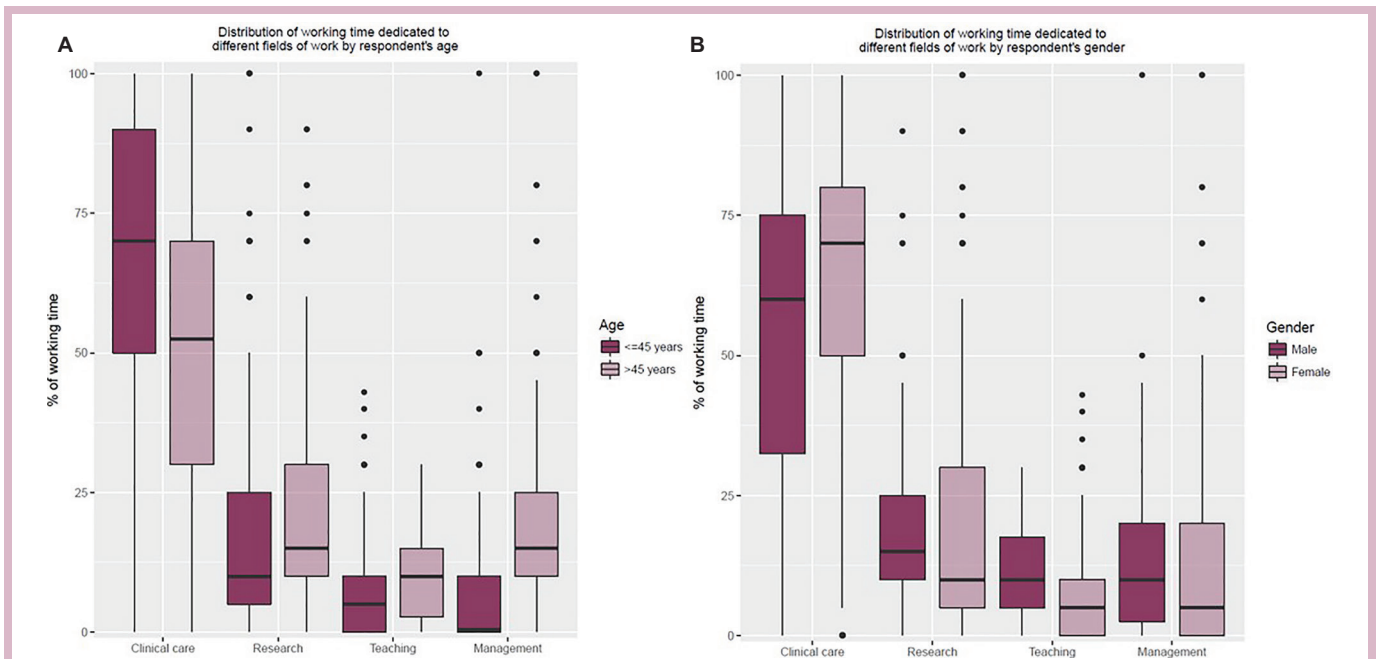 A
Distribution of working time dedicated to
different fields of work by respondent's age
100
75
50
25
0
% of working time
Clinical care
Research
Teaching
Management
Age
<=45 years
>45 years
B
Distribution of working time dedicated to
different fields of work by respondent's gender
100
75
50
25
0
% of working time
Clinical care
Research
Teaching
Management
Gender
Male
Female